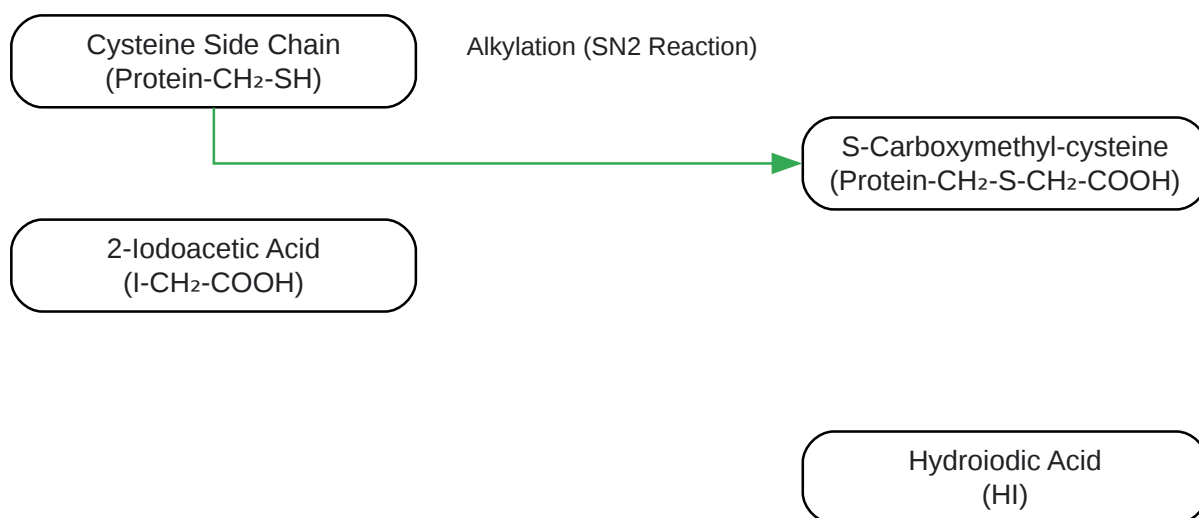 Cysteine Side Chain
(Protein-CH₂-SH)
Alkylation (SN2 Reaction)
S-Carboxymethyl-cysteine
(Protein-CH₂-S-CH₂-COOH)
2-Iodoacetic Acid
(I-CH₂-COOH)
Hydroiodic Acid
(HI)